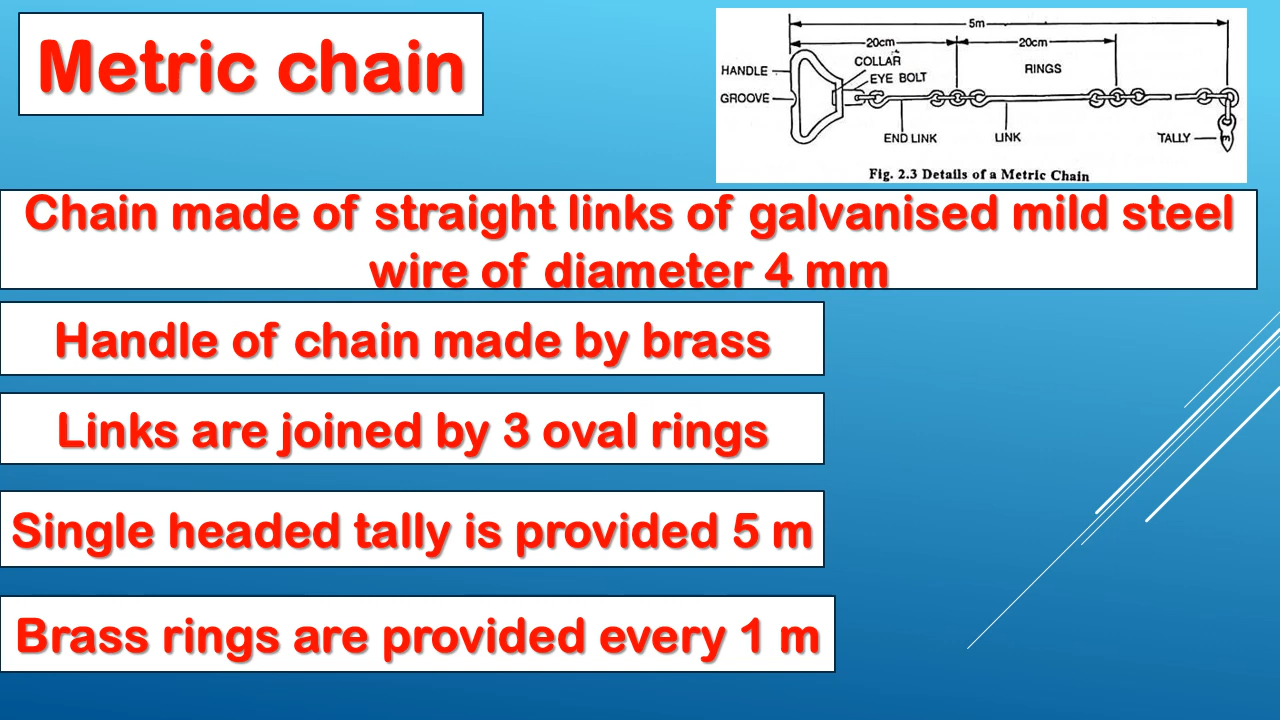 Metric chain
5m
20cm
20cm
HANDLE
COLLAR
EYE BOLT
RINGS
GROOVE
END LINK
LINK
TALLY
Fig. 2.3 Details of a Metric Chain
Chain made of straight links of galvanised mild steel
wire of diameter 4 mm
Handle of chain made by brass
Links are joined by 3 oval rings
Single headed tally is provided 5 m
Brass rings are provided every 1 m